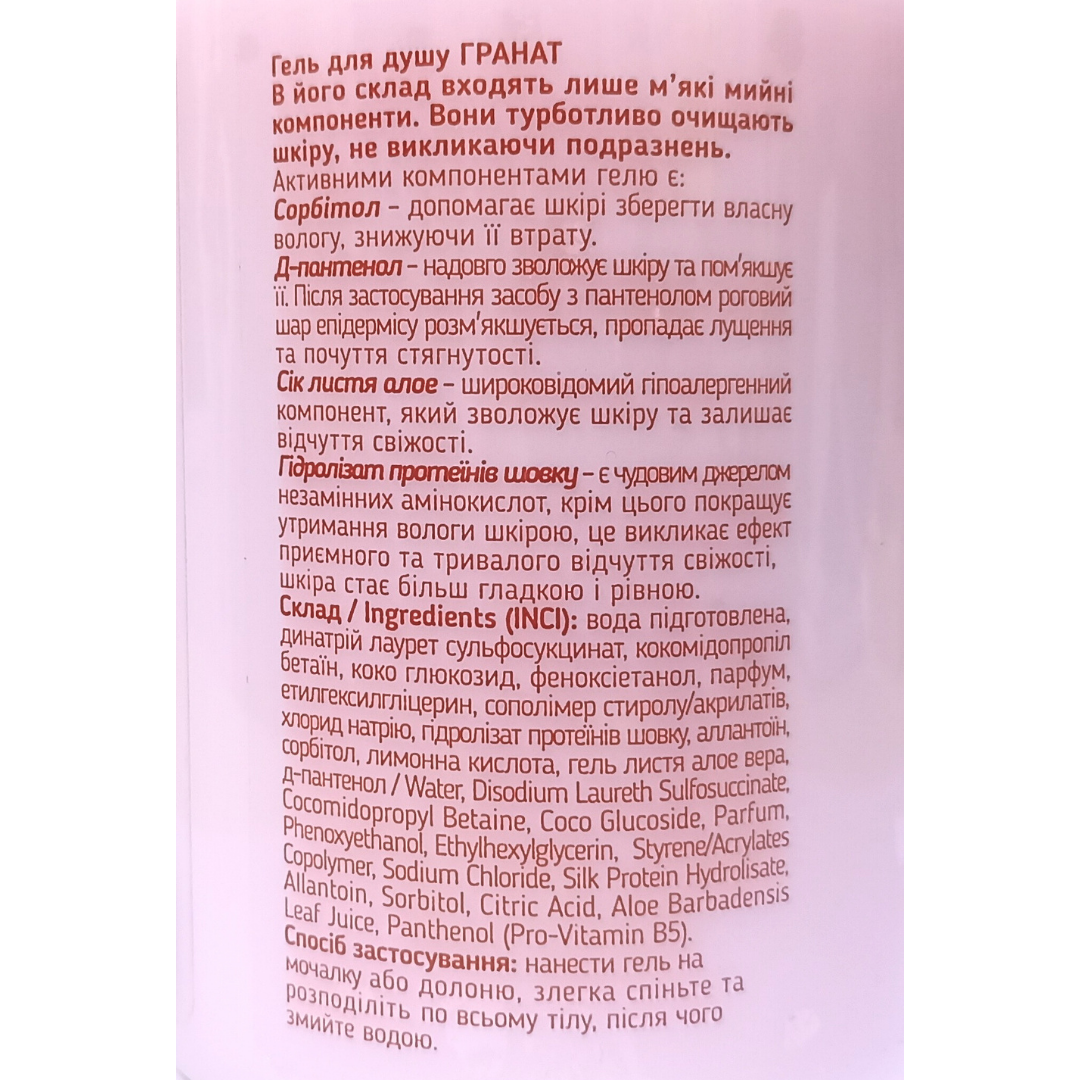 Гель для душу ГРАНАТ
В його склад входять лише м'які мийні
компоненти. Вони турботливо очищають
шкіру, не викликаючи подразнень.
Активними компонентами гелю є:
Сорбітол – допомагає шкірі зберегти власну
вологу, знижуючи її втрату.
Д-пантенол – надовго зволожує шкіру та пом'якшує
її. Після застосування засобу з пантенолом роговий
шар епідермісу розм'якшується, пропадає лущення
та почуття стягнутості.
Сік листя алое – широковідомий гіпоалергенний
компонент, який зволожує шкіру та залишає
відчуття свіжості.
Гідролізат протеїнів шовку – є чудовим джерелом
незамінних амінокислот, крім цього покращує
утримання вологи шкірою, це викликає ефект
приємного та тривалого відчуття свіжості,
шкіра стає більш гладкою і рівною.
Склад / Ingredients (INCI): вода підготовлена,
динатрій лаурет сульфосукцинат, кокомідопропіл
бетаїн, коко глюкозид, феноксіетанол, парфум,
етилгексилгліцерин, сополімер стиролу/акрилатів,
хлорид натрію, гідролізат протеїнів шовку, аллантоїн,
сорбітол, лимонна кислота, гель листя алое вера,
д-пантенол / Water, Disodium Laureth Sulfosuccinate,
Cocomidopropyl Betaine, Coco Glucoside, Parfum,
Phenoxyethanol, Ethylhexylglycerin, Styrene/Acrylates
Copolymer, Sodium Chloride, Silk Protein Hydrolisate,
Allantoin, Sorbitol, Citric Acid, Aloe Barbadensis
Leaf Juice, Panthenol (Pro-Vitamin B5).
Спосіб застосування: нанести гель на
мочалку або долоню, злегка спіньте та
розподіліть по всьому тілу, після чого
змийте водою.